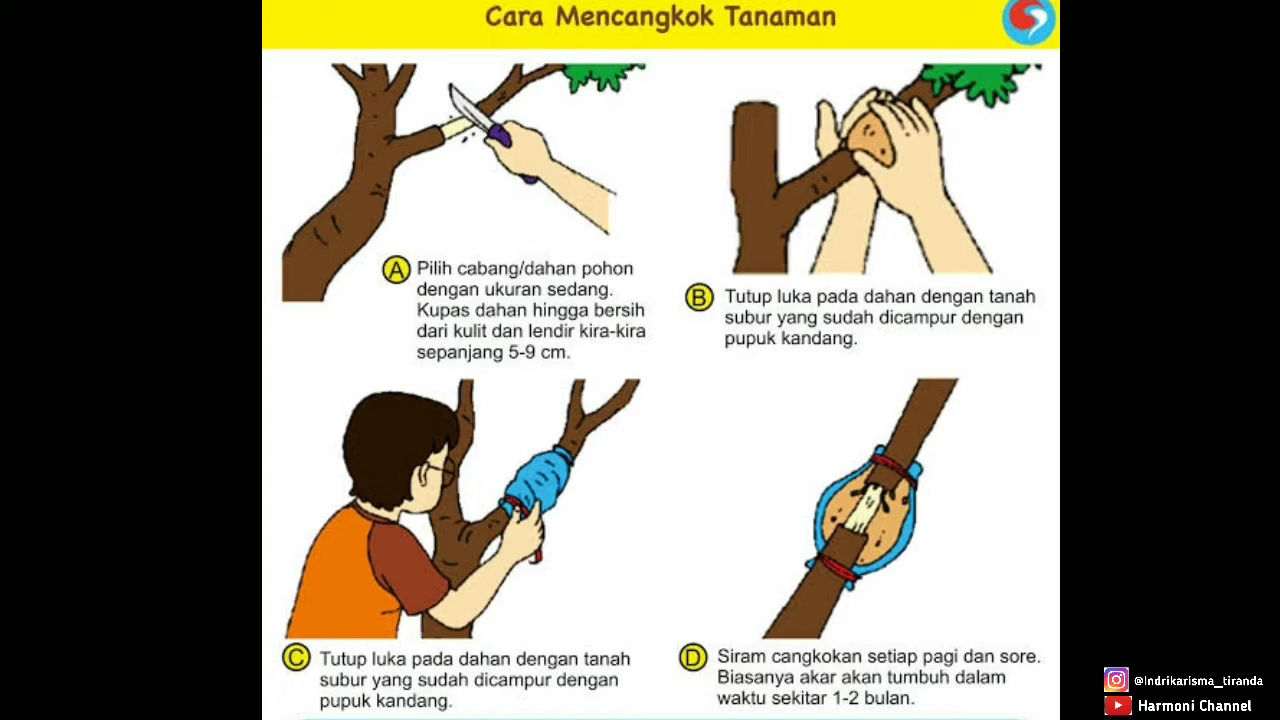 Cara Mencangkok Tanaman
A Pilih cabang/dahan pohon
dengan ukuran sedang.
Kupas dahan hingga bersih
dari kulit dan lendir kira-kira
sepanjang 5-9 cm.
B Tutup luka pada dahan dengan tanah
subur yang sudah dicampur dengan
pupuk kandang.
C Tutup luka pada dahan dengan tanah
subur yang sudah dicampur dengan
pupuk kandang.
D Siram cangkokan setiap pagi dan sore.
Biasanya akar akan tumbuh dalam
waktu sekitar 1-2 bulan.
@Indrikarisma_tiranda
Harmoni Channel